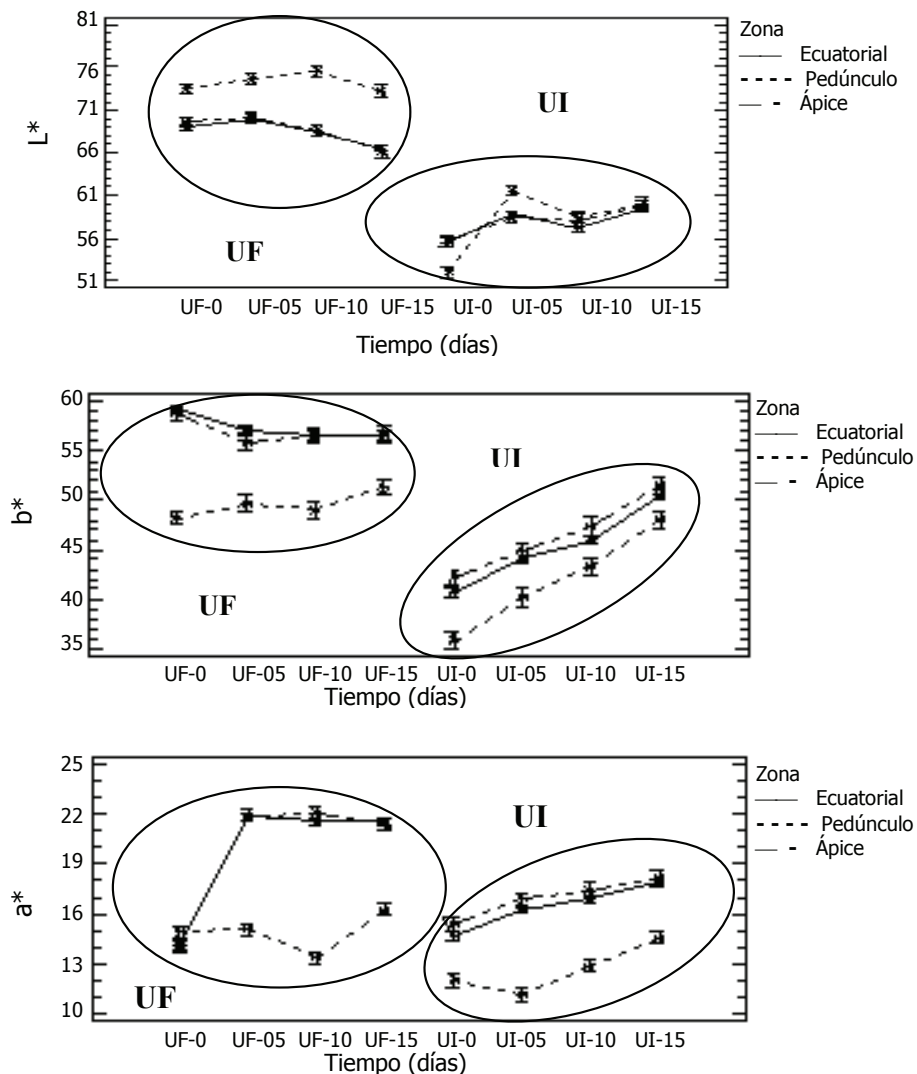 81
76
71
66
61
56
51
L*
UF
UI
Zona
Ecuatorial
Pedúnculo
Ápice
UF-0 UF-05 UF-10 UF-15 UI-0 UI-05 UI-10 UI-15
Tiempo (días)
60
55
50
45
40
35
b*
UF
UI
Zona
Ecuatorial
Pedúnculo
Ápice
UF-0 UF-05 UF-10 UF-15 UI-0 UI-05 UI-10 UI-15
Tiempo (días)
25
22
19
16
13
10
a*
UF
UI
Zona
Ecuatorial
Pedúnculo
Ápice
UF-0 UF-05 UF-10 UF-15 UI-0 UI-05 UI-10 UI-15
Tiempo (días)